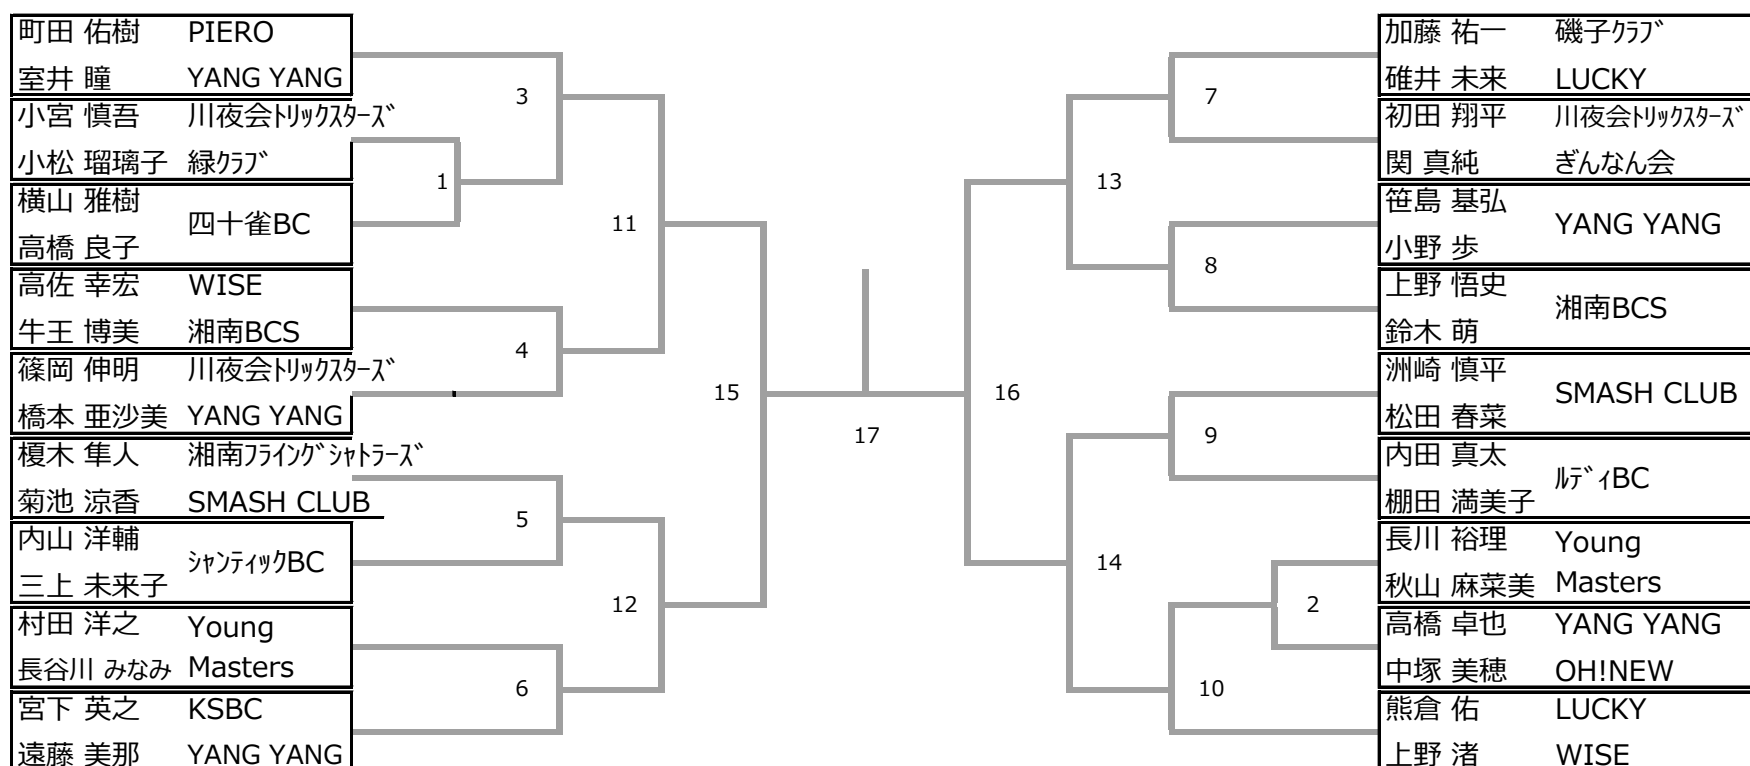 町田 佑樹 PIERO
室井 瞳 YANG YANG
小宮 慎吾 川夜会ﾄﾘｯｸｽﾀｰｽﾞ
小松 瑠璃子 緑ｸﾗﾌﾞ
横山 雅樹
四十雀BC
高橋 良子
高佐 幸宏 WISE
牛王 博美 湘南BCS
篠岡 伸明 川夜会ﾄﾘｯｸｽﾀｰｽﾞ
橋本 亜沙美 YANG YANG
榎木 隼人 湘南ﾌﾗｲﾝｸﾞｼｬﾄﾗｰｽﾞ
菊池 涼香 SMASH CLUB
内山 洋輔
ｼｬﾝﾃｨｯｸBC
三上 未来子
村田 洋之 Young
長谷川 みなみ Masters
宮下 英之 KSBC
遠藤 美那 YANG YANG
3
1
11
4
15
5
12
6
17
7
13
8
16
9
14
2
10
加藤 祐一 磯子ｸﾗﾌﾞ
碓井 未来 LUCKY
初田 翔平 川夜会ﾄﾘｯｸｽﾀｰｽﾞ
関 真純 ぎんなん会
笹島 基弘
YANG YANG
小野 歩
上野 悟史
湘南BCS
鈴木 萌
洲崎 慎平
SMASH CLUB
松田 春菜
内田 真太
ﾙﾃﾞｨBC
棚田 満美子
長川 裕理 Young
秋山 麻菜美 Masters
高橋 卓也 YANG YANG
中塚 美穂 OH!NEW
熊倉 佑 LUCKY
上野 渚 WISE